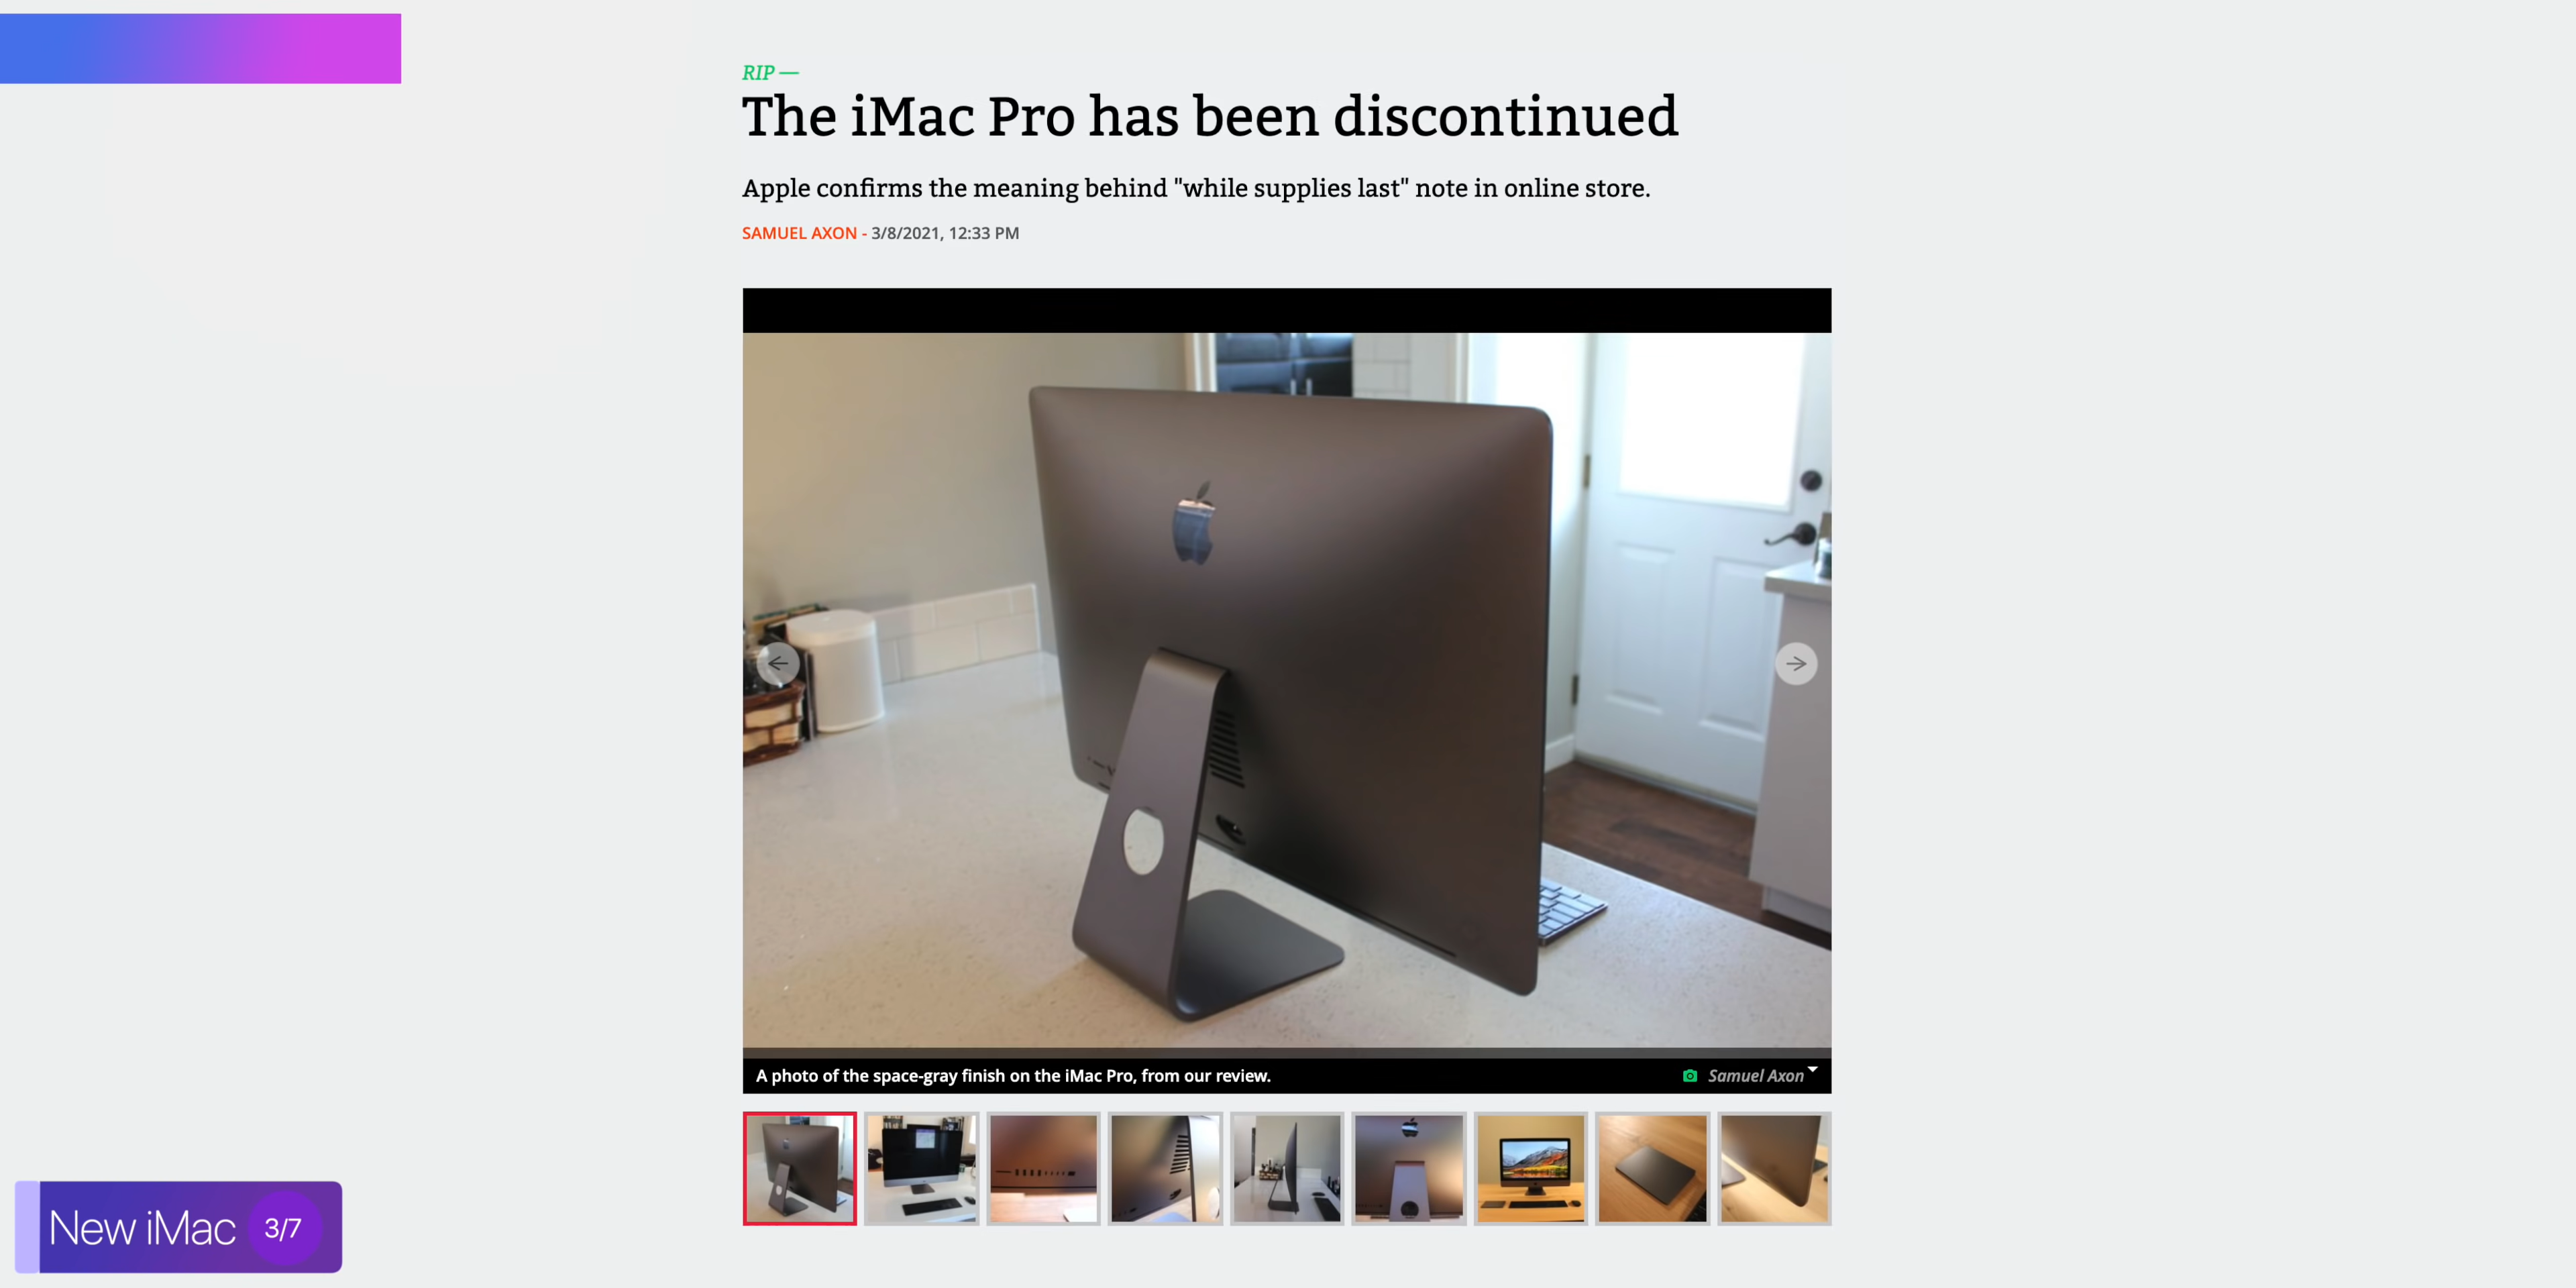 RIP —
The iMac Pro has been discontinued
Apple confirms the meaning behind "while supplies last" note in online store.
SAMUEL AXON - 3/8/2021, 12:33 PM
A photo of the space-gray finish on the iMac Pro, from our review.
Samuel Axon
New iMac 3/7